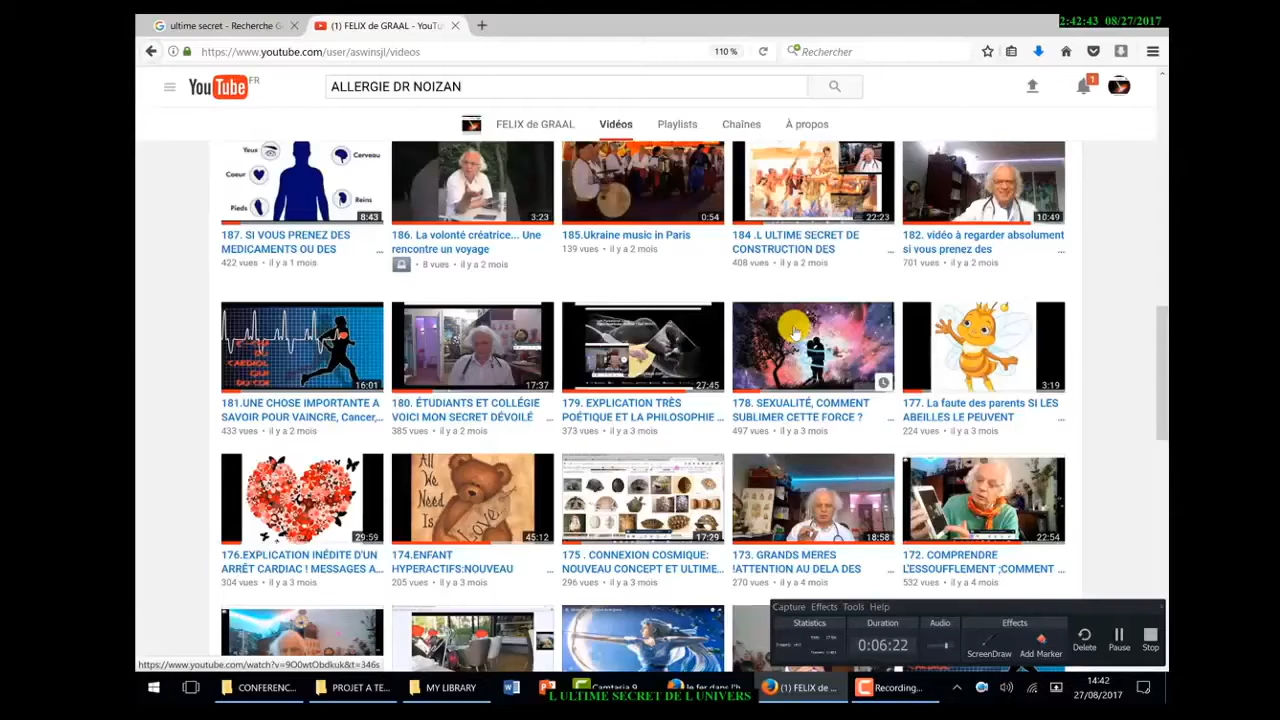 2:42:43 08/27/2017
ultime secret - Recherche G
(1) FELIX de GRAAL - YouTu
https://www.youtube.com/user/aswinsjl/videos
110 %
Rechercher
YouTube FR
ALLERGIE DR NOIZAN
1
FELIX de GRAAL
Vidéos
Playlists
Chaînes
À propos
Yeux
Cerveau
Coeur
Reins
Pieds
8:43
3:23
0:54
22:23
10:49
187. SI VOUS PRENEZ DES
MEDICAMENTS OU DES ...
422 vues • il y a 1 mois
186. La volonté créatrice... Une
rencontre un voyage
8 vues • il y a 2 mois
185.Ukraine music in Paris
139 vues • il y a 2 mois
184 .L ULTIME SECRET DE
CONSTRUCTION DES ...
408 vues • il y a 2 mois
182. vidéo à regarder absolument
si vous prenez des ...
701 vues • il y a 2 mois
16:01
17:37
27:45
3:19
181.UNE CHOSE IMPORTANTE A
SAVOIR POUR VAINCRE, Cancer,...
433 vues • il y a 2 mois
180. ÉTUDIANTS ET COLLÉGIE
VOICI MON SECRET DÉVOILÉ ...
385 vues • il y a 2 mois
179. EXPLICATION TRÈS
POÉTIQUE ET LA PHILOSOPHIE ...
373 vues • il y a 3 mois
178. SEXUALITÉ, COMMENT
SUBLIMER CETTE FORCE ?
497 vues • il y a 3 mois
177. La faute des parents SI LES
ABEILLES LE PEUVENT ...
224 vues • il y a 3 mois
All
We
Need
Is
Love
29:59
45:12
17:29
18:58
22:54
176.EXPLICATION INÉDITE D'UN
ARRÊT CARDIAC ! MESSAGES A...
304 vues • il y a 3 mois
174.ENFANT
HYPERACTIFS:NOUVEAU ...
205 vues • il y a 3 mois
175 . CONNEXION COSMIQUE:
NOUVEAU CONCEPT ET ULTIME...
296 vues • il y a 3 mois
173. GRANDS MERES
!ATTENTION AU DELA DES ...
270 vues • il y a 4 mois
172. COMPRENDRE
L'ESSOUFFLEMENT ;COMMENT ...
532 vues • il y a 4 mois
Capture Effects Tools Help
Statistics
Duration
Audio
Effects
0:06:22
ScreenDraw
Add Marker
Delete
Pause
Stop
https://www.youtube.com/watch?v=9O0wtObdkuk&t=346s
CONFERENC...
PROJET A TE...
MY LIBRARY
Camtasia 9
le fer dans l'h
(1) FELIX de ...
Recording...
14:42
27/08/2017
L ULTIME SECRET DE L UNIVERS